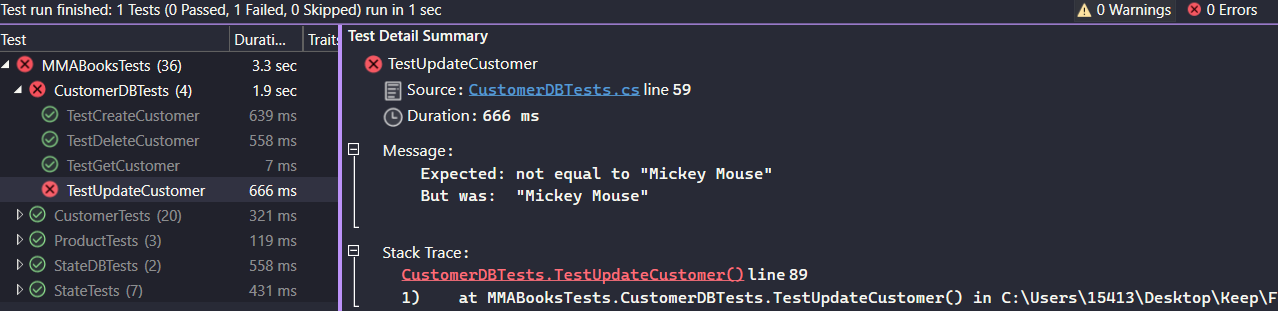 Test run finished: 1 Tests (0 Passed, 1 Failed, 0 Skipped) run in 1 sec
0 Warnings
0 Errors
Test
Durati...
Traits
MMABooksTests (36)
3.3 sec
CustomerDBTests (4)
1.9 sec
TestCreateCustomer
639 ms
TestDeleteCustomer
558 ms
TestGetCustomer
7 ms
TestUpdateCustomer
666 ms
CustomerTests (20)
321 ms
ProductTests (3)
119 ms
StateDBTests (2)
558 ms
StateTests (7)
431 ms
Test Detail Summary
TestUpdateCustomer
Source: CustomerDBTests.cs line 59
Duration: 666 ms
Message:
Expected: not equal to "Mickey Mouse"
But was: "Mickey Mouse"
Stack Trace:
CustomerDBTests.TestUpdateCustomer() line 89
1) at MMABooksTests.CustomerDBTests.TestUpdateCustomer() in C:\Users\15413\Desktop\Keep\F